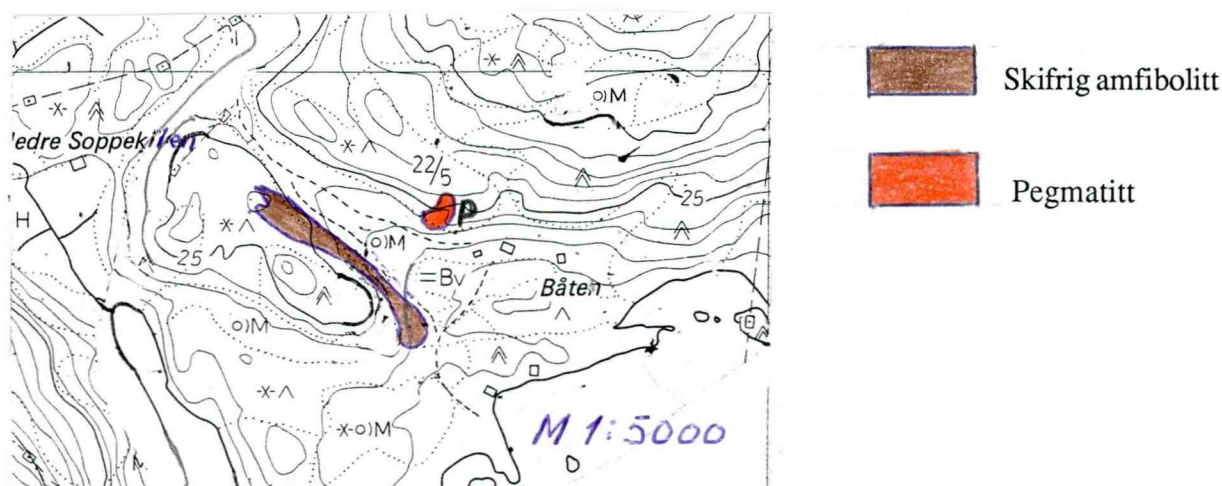 Skifrig amfibolitt
Pegmatitt
o)M
edre Soppekilen
22/5
P
25
H
o)M
25
=Bv
Båten
o)M
o)M
M 1:5000